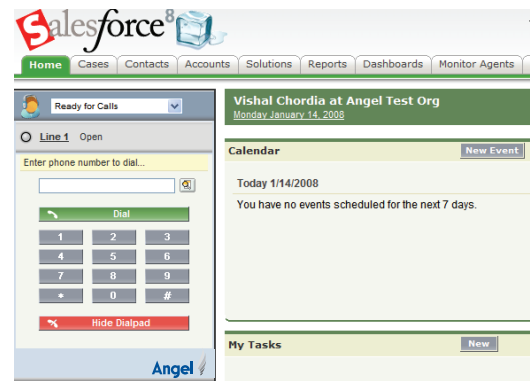 Salesforce 8
Home Cases Contacts Accounts Solutions Reports Dashboards Monitor Agents
Ready for Calls
Line 1 Open
Enter phone number to dial...
Dial
1 2 3
4 5 6
7 8 9
* 0 #
Hide Dialpad
Angel
Vishal Chordia at Angel Test Org
Monday January 14, 2008
Calendar New Event
Today 1/14/2008
You have no events scheduled for the next 7 days.
My Tasks New